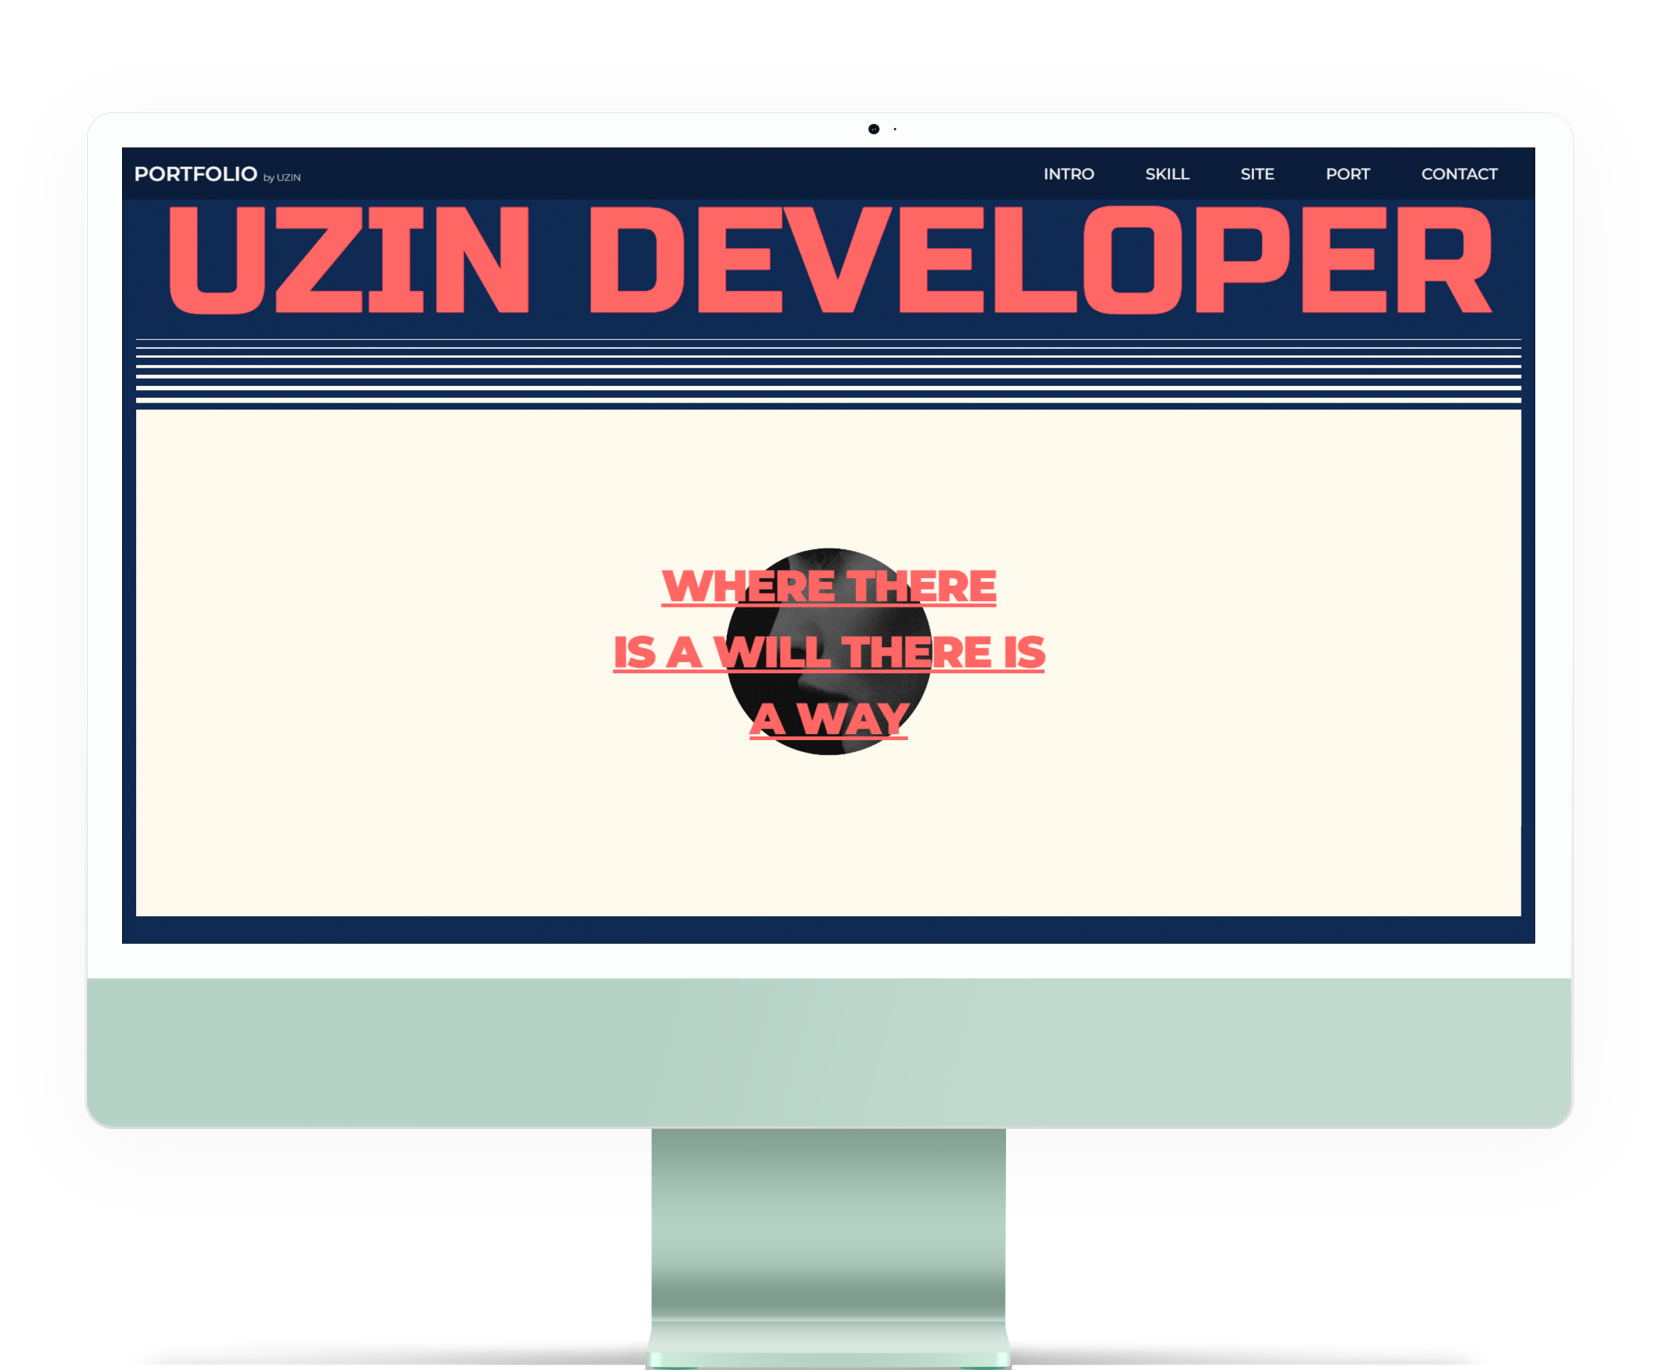 PORTFOLIO by UZIN
INTRO SKILL SITE PORT CONTACT
UZIN DEVELOPER
WHERE THERE
IS A WILL THERE IS
A WAY